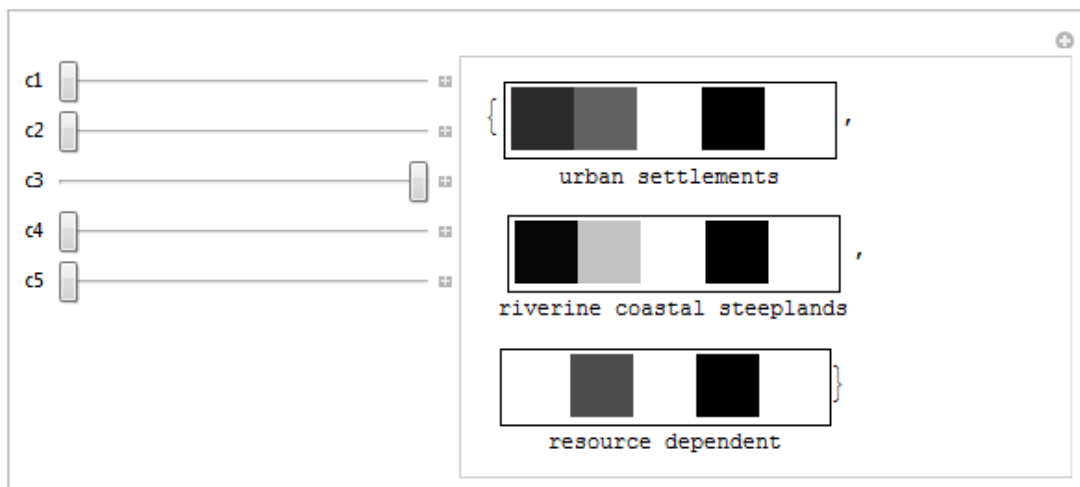 c1
c2
c3
c4
c5
{ ,
urban settlements
,
riverine coastal steeplands
}
resource dependent